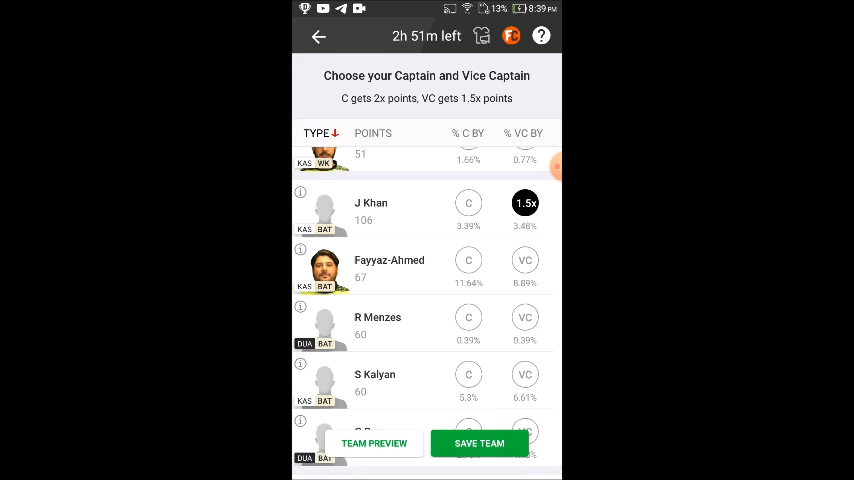 13% 8:39 PM
2h 51m left FC ?
Choose your Captain and Vice Captain
C gets 2x points, VC gets 1.5x points
TYPE POINTS % C BY % VC BY
51
KAS WK 1.66% 0.77%
J Khan C 1.5x
106
KAS BAT 3.39% 3.48%
Fayyaz-Ahmed C VC
67
KAS BAT 11.64% 8.89%
R Menzes C VC
60
DUA BAT 0.39% 0.39%
S Kalyan C VC
60
KAS BAT 5.3% 6.61%
TEAM PREVIEW SAVE TEAM
DUA BAT